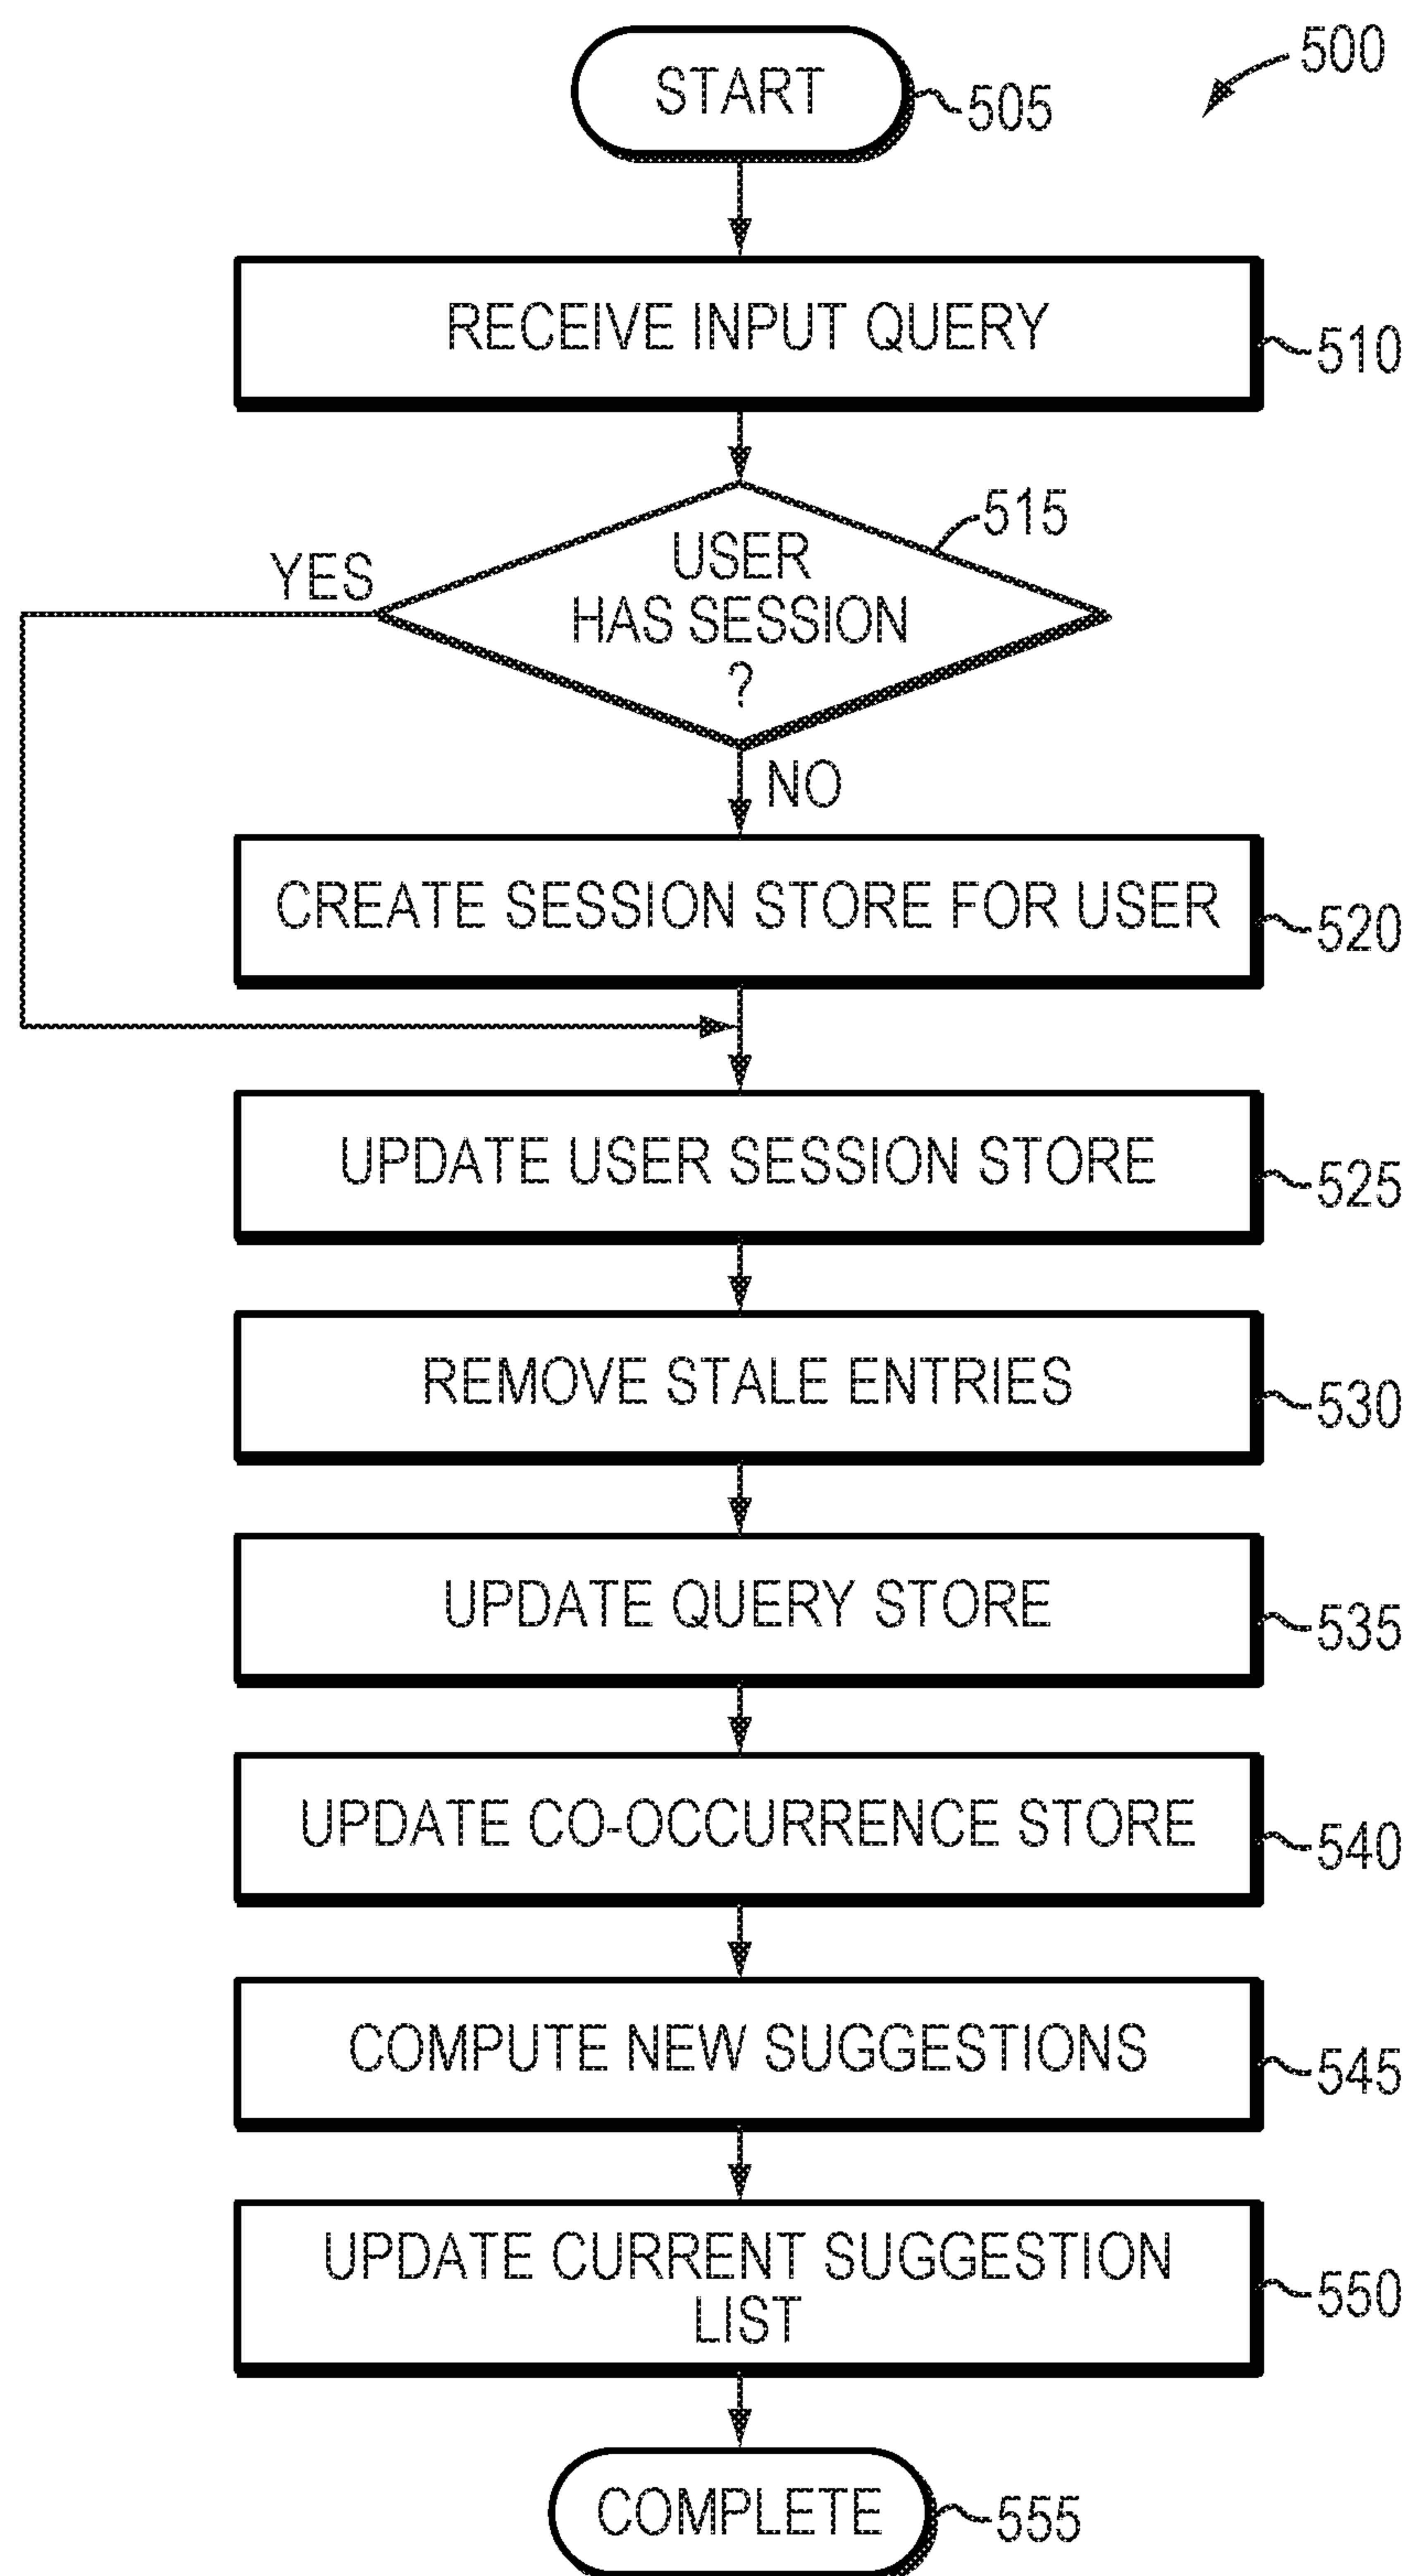 500
START
505
RECEIVE INPUT QUERY
510
515
USER
HAS SESSION
?
YES
NO
CREATE SESSION STORE FOR USER
520
UPDATE USER SESSION STORE
525
REMOVE STALE ENTRIES
530
UPDATE QUERY STORE
535
UPDATE CO-OCCURRENCE STORE
540
COMPUTE NEW SUGGESTIONS
545
UPDATE CURRENT SUGGESTION
LIST
550
COMPLETE
555